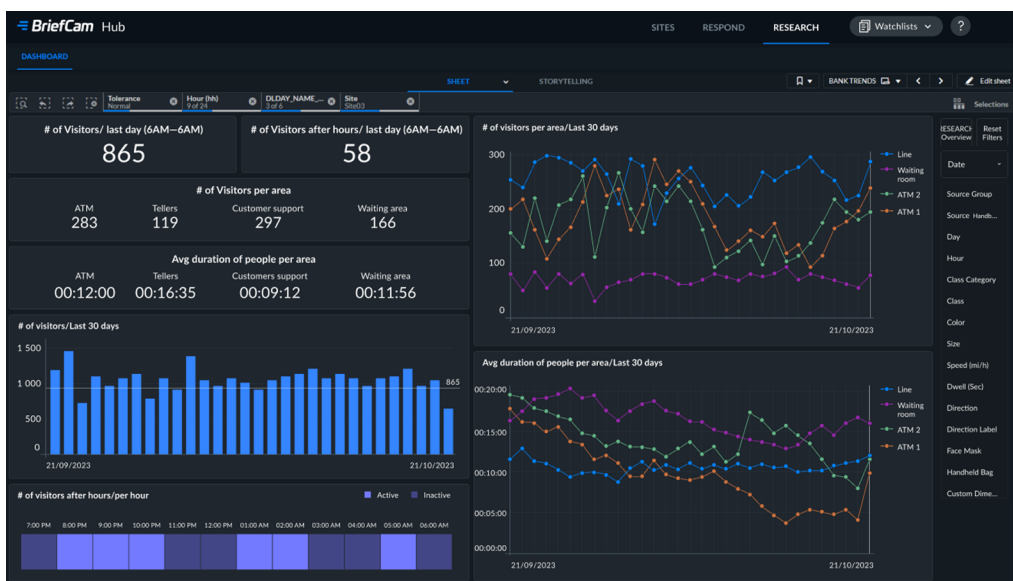 BriefCam Hub
SITES RESPOND RESEARCH Watchlists ?
DASHBOARD
SHEET STORYTELLING BANK TRENDS Edit sheet
Tolerance Normal
Hour (hh) 9 of 24
DLDAY_NAME_... 3 of 6
Site Site03
Selections
# of Visitors/ last day (6AM—6AM)
865
# of Visitors after hours/ last day (6AM—6AM)
58
# of Visitors per area
ATM Tellers Customer support Waiting area
283 119 297 166
Avg duration of people per area
ATM Tellers Customers support Waiting area
00:12:00 00:16:35 00:09:12 00:11:56
# of visitors/Last 30 days
1 500
1 000
865
500
0
21/09/2023 21/10/2023
# of visitors after hours/per hour
Active Inactive
7:00 PM 8:00 PM 9:00 PM 10:00 PM 11:00 PM 12:00 PM 01:00 AM 02:00 AM 03:00 AM 04:00 AM 05:00 AM 06:00 AM
# of visitors per area/Last 30 days
300
200
100
0
21/09/2023 21/10/2023
Line
Waiting
room
ATM 2
ATM 1
Avg duration of people per area/Last 30 days
00:20:00
00:15:00
00:10:00
00:05:00
00:00:00
21/09/2023 21/10/2023
Line
Waiting
room
ATM 2
ATM 1
RESEARCH Reset
Overview Filters
Date
Source Group
Source Handb...
Day
Hour
Class Category
Class
Color
Size
Speed (mi/h)
Dwell (Sec)
Direction
Direction Label
Face Mask
Handheld Bag
Custom Dime...